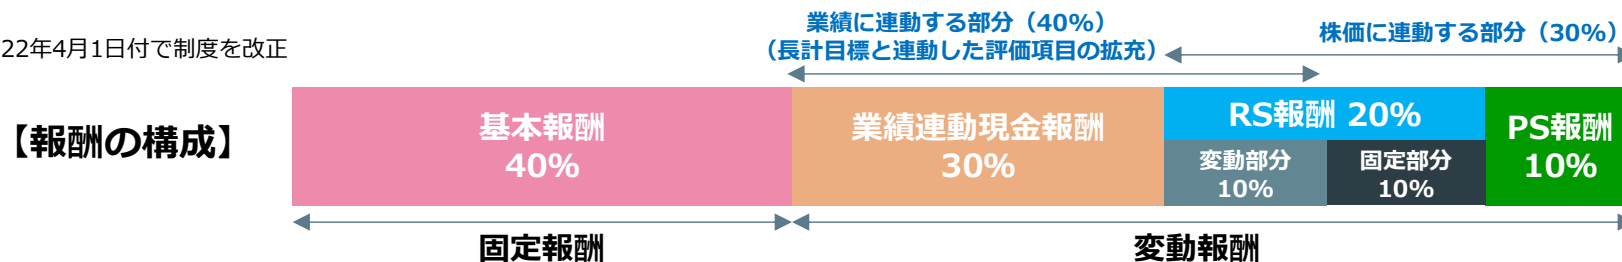 業績に連動する部分（40%）
（長計目標と連動した評価項目の拡充）
株価に連動する部分（30%）
22年4月1日付で制度を改正
【報酬の構成】
基本報酬
40%
業績連動現金報酬
30%
RS報酬 20%
変動部分
10%
固定部分
10%
PS報酬
10%
固定報酬
変動報酬